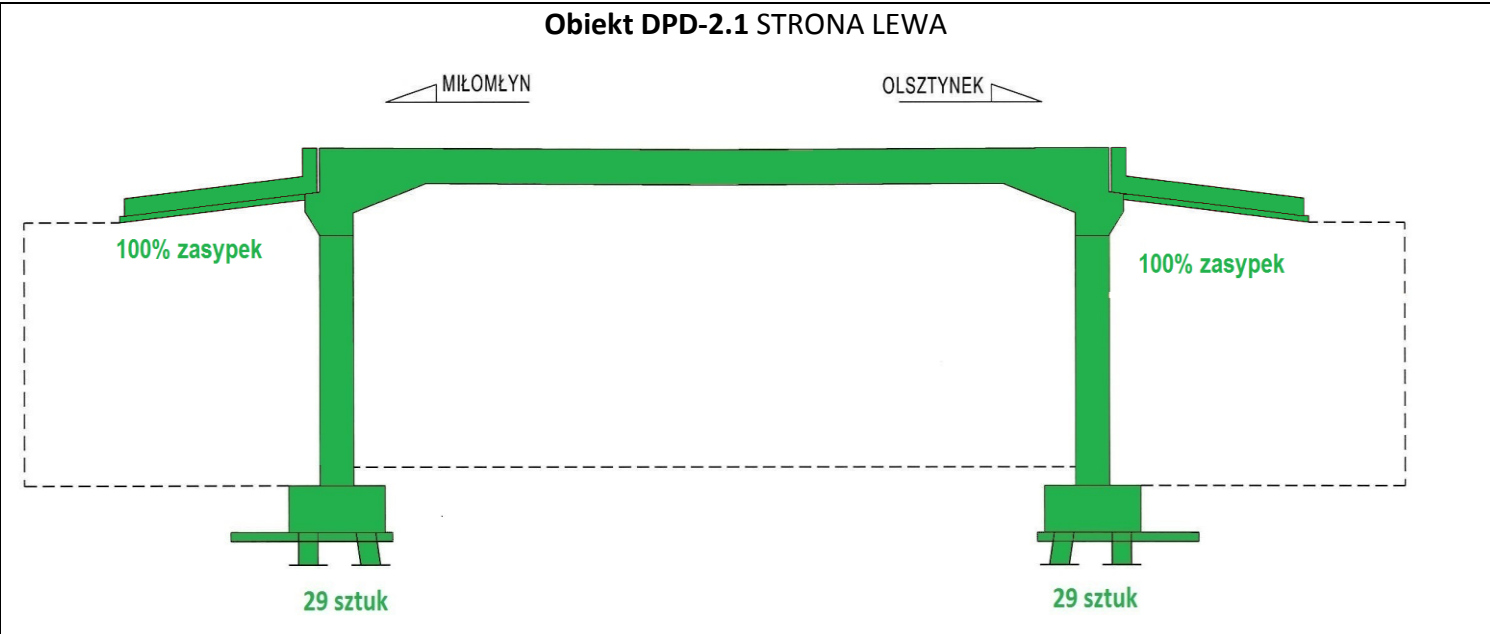 Obiekt DPD-2.1 STRONA LEWA
MIŁOMŁYN
OLSZTYNEK
100% zasypek
100% zasypek
29 sztuk
29 sztuk